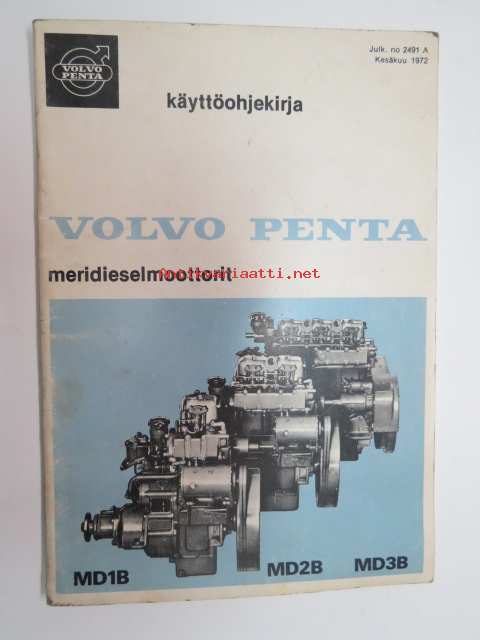 VOLVO
PENTA
Julk. no 2491 A
Kesäkuu 1972
käyttöohjekirja
VOLVO PENTA
meridieselmoottorit
Antikvariaatti.net
MD1B
MD2B
MD3B